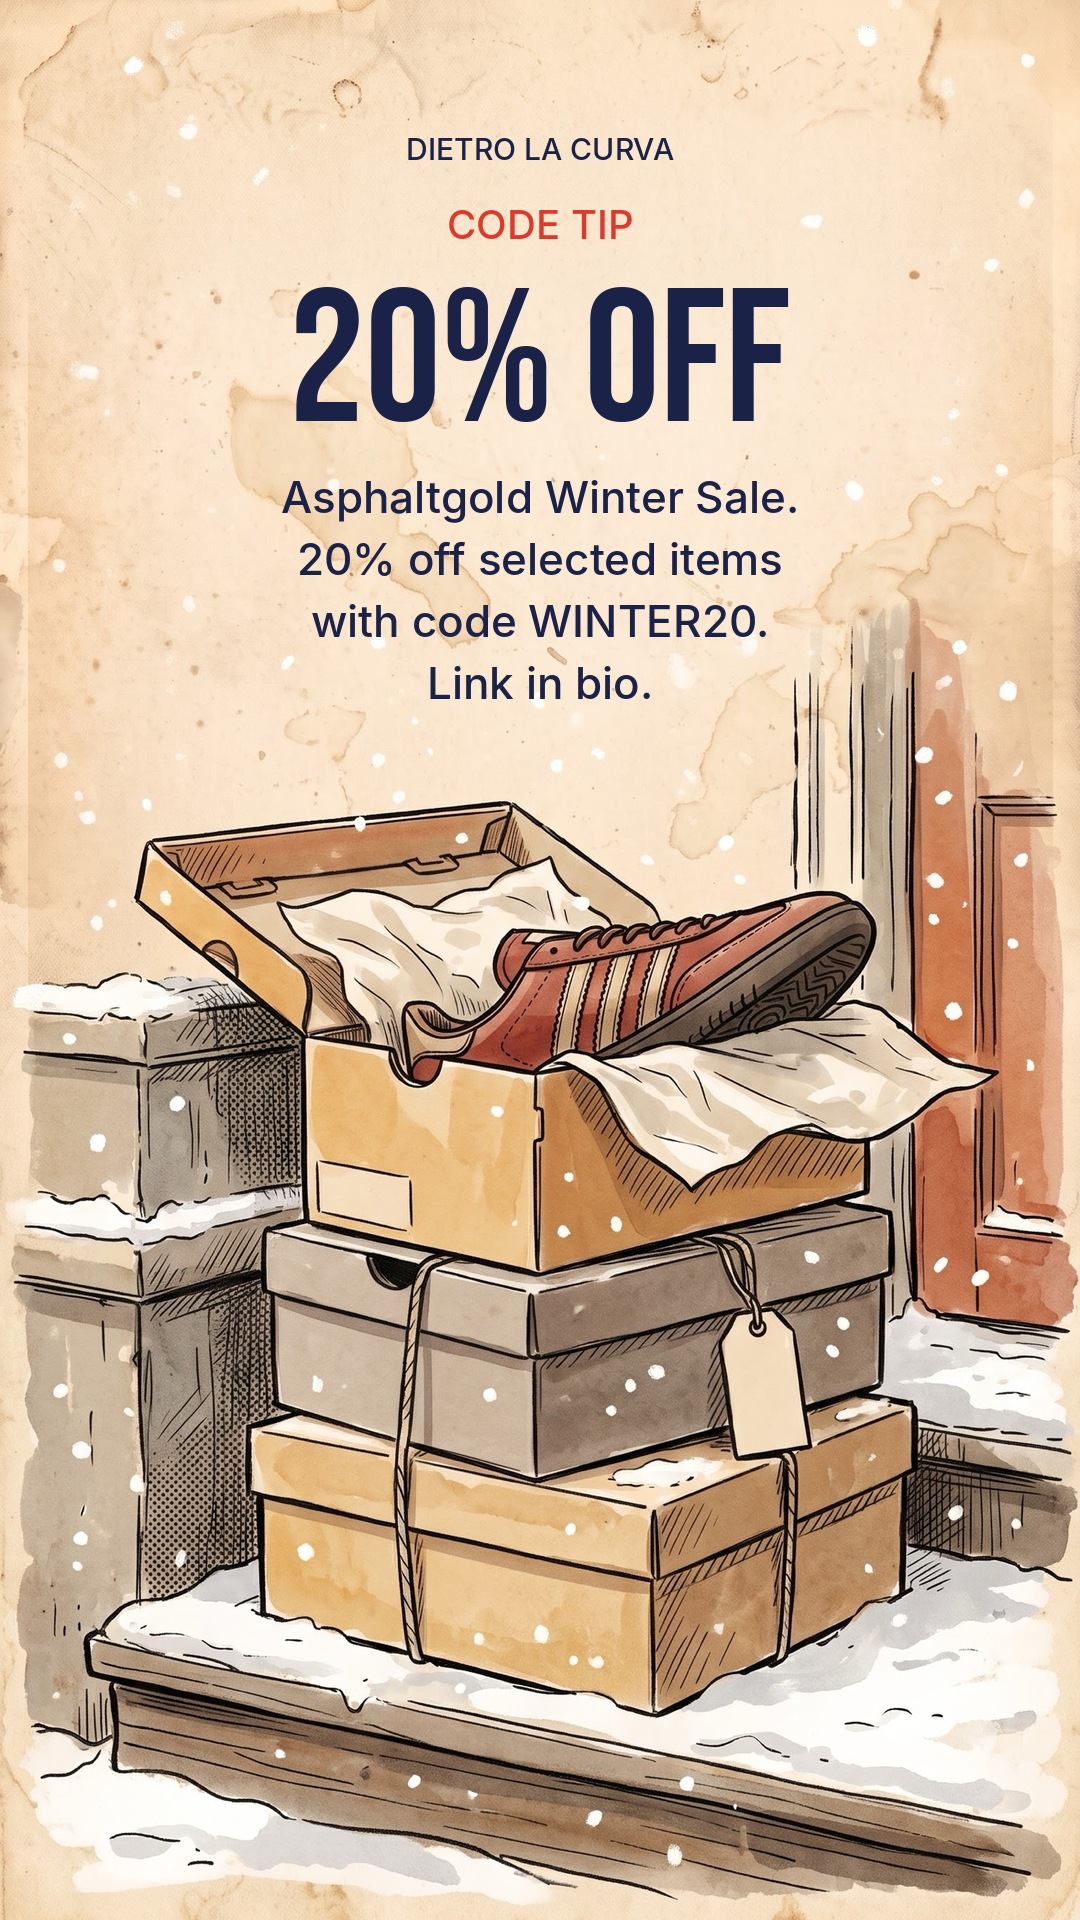 DIETRO LA CURVA
CODE TIP
20% OFF
Asphaltgold Winter Sale.
20% off selected items
with code WINTER20.
Link in bio.